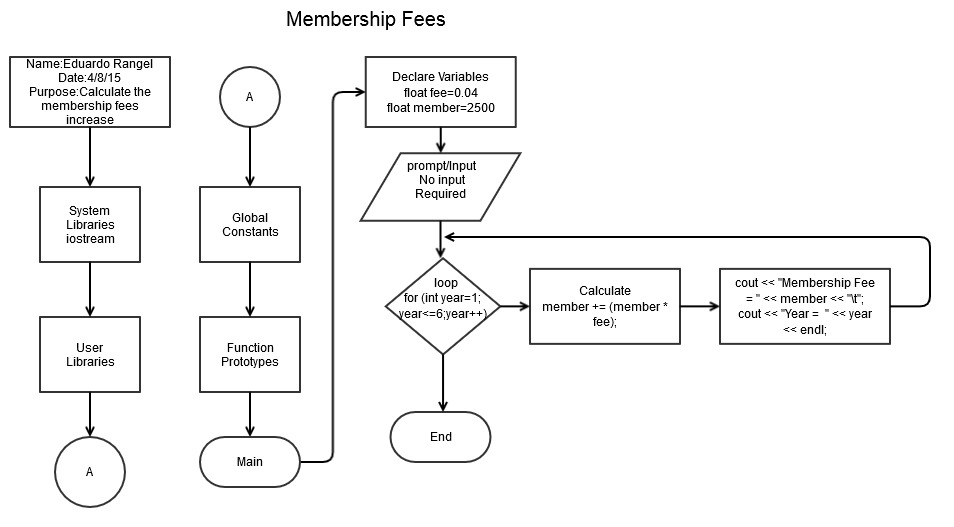 Membership Fees
Name:Eduardo Rangel
Date:4/8/15
Purpose:Calculate the
membership fees
increase
System
Libraries
iostream
User
Libraries
A
A
Global
Constants
Function
Prototypes
Main
Declare Variables
float fee=0.04
float member=2500
prompt/Input
No input
Required
loop
for (int year=1;
year<=6;year++)
Calculate
member += (member *
fee);
cout << "Membership Fee
= " << member << "\t";
cout << "Year =  " << year
<< endl;
End